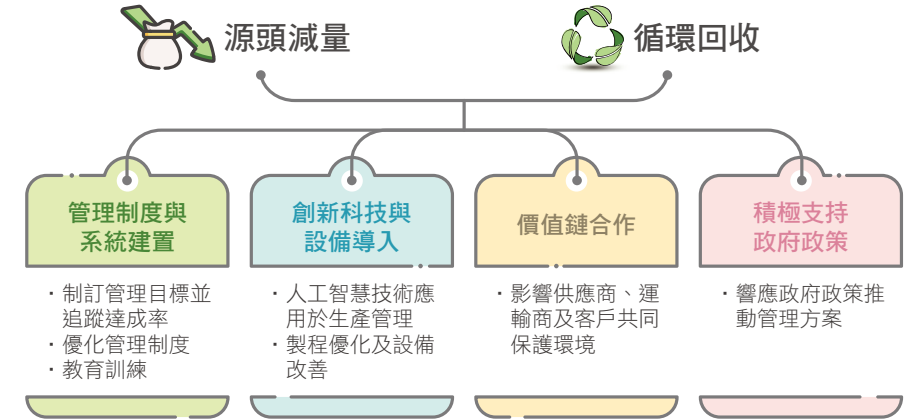 源頭減量
循環回收
管理制度與
系統建置
・制訂管理目標並
追蹤達成率
・優化管理制度
・教育訓練
創新科技與
設備導入
・人工智慧技術應
用於生產管理
・製程優化及設備
改善
價值鏈合作
・影響供應商、運
輸商及客戶共同
保護環境
積極支持
政府政策
・響應政府政策推
動管理方案